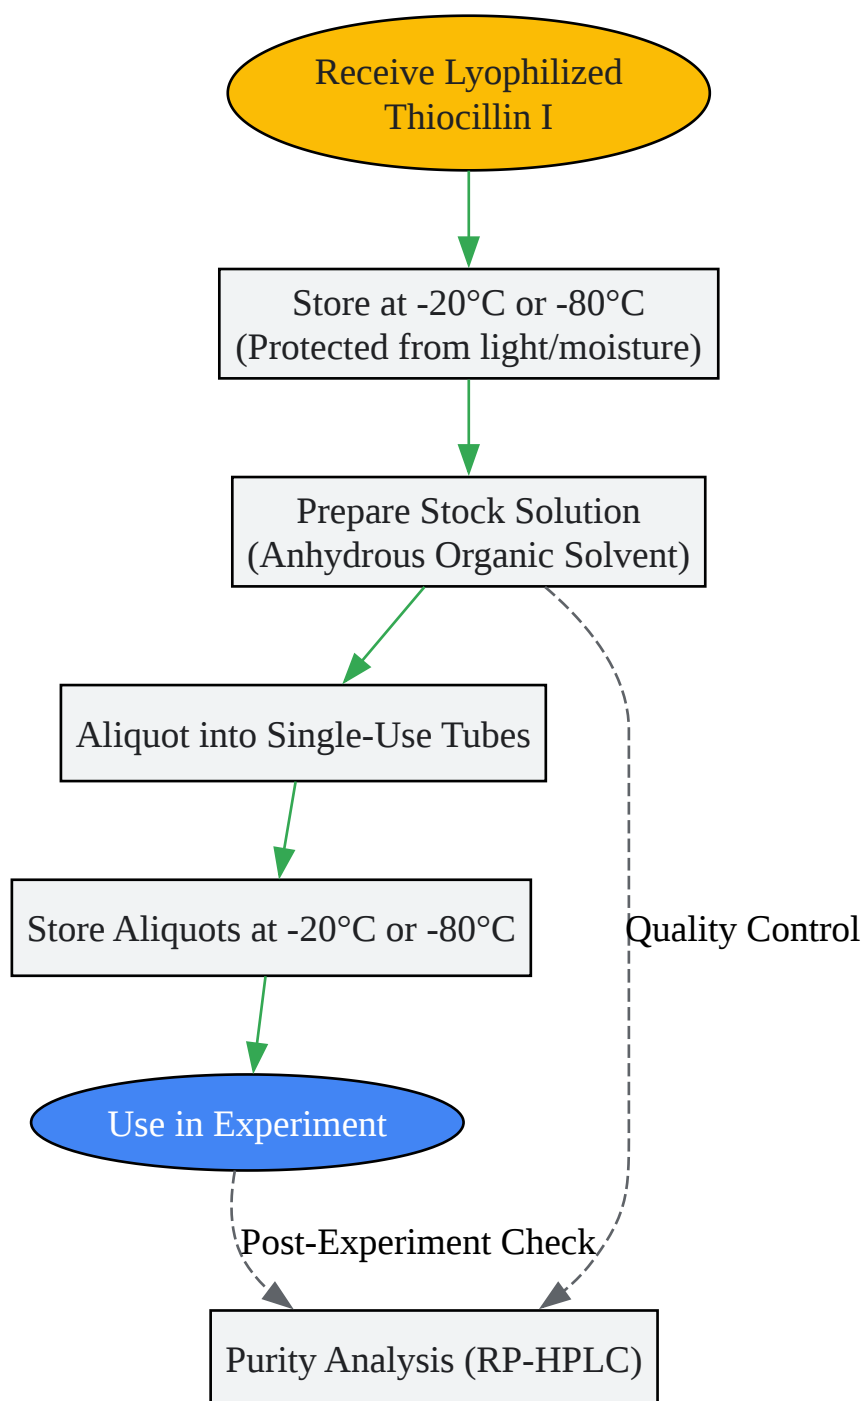 Receive Lyophilized
Thiocillin I
Store at -20°C or -80°C
(Protected from light/moisture)
Prepare Stock Solution
(Anhydrous Organic Solvent)
Aliquot into Single-Use Tubes
Store Aliquots at -20°C or -80°C
Quality Control
Use in Experiment
Post-Experiment Check
Purity Analysis (RP-HPLC)